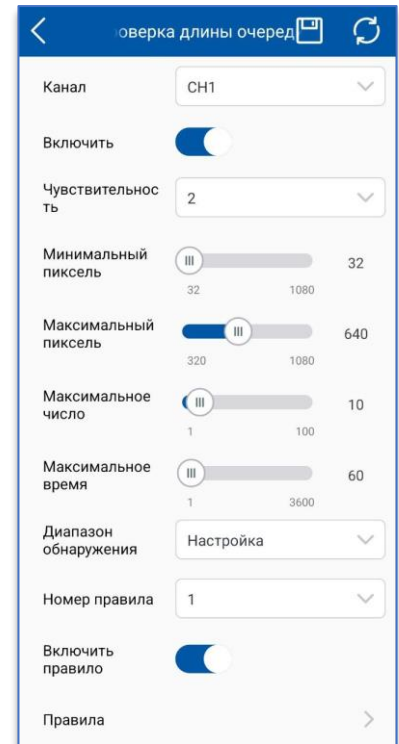 оверка длины очеред
Канал CH1
Включить
Чувствительнос
ть
2
Минимальный
пиксель
32
32 1080
Максимальный
пиксель
640
320 1080
Максимальное
число
10
1 100
Максимальное
время
60
1 3600
Диапазон
обнаружения
Настройка
Номер правила 1
Включить
правило
Правила